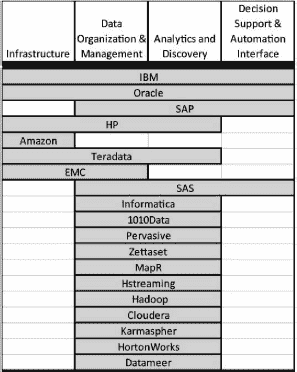 Infrastructure
Data
Organization &
Management
Analytics and
Discovery
Decision
Support &
Automation
Interface
IBM
Oracle
SAP
HP
Amazon
Teradata
EMC
SAS
Informatica
1010Data
Pervasive
Zettaset
MapR
Hstreaming
Hadoop
Cloudera
Karmaspher
HortonWorks
Datameer